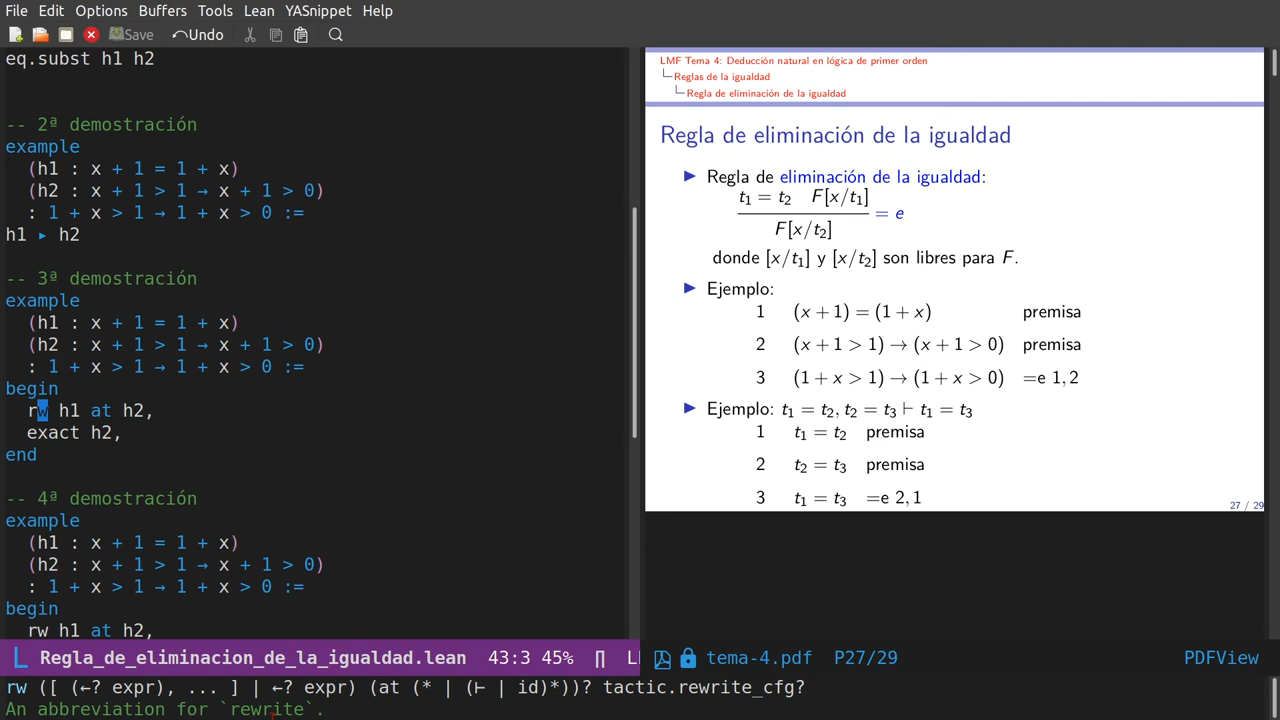 File Edit Options Buffers Tools Lean YASnippet Help
Save Undo
eq.subst h1 h2
-- 2ª demostración
example
(h1 : x + 1 = 1 + x)
(h2 : x + 1 > 1 → x + 1 > 0)
: 1 + x > 1 → 1 + x > 0 :=
h1 ▸ h2
-- 3ª demostración
example
(h1 : x + 1 = 1 + x)
(h2 : x + 1 > 1 → x + 1 > 0)
: 1 + x > 1 → 1 + x > 0 :=
begin
rw h1 at h2,
exact h2,
end
-- 4ª demostración
example
(h1 : x + 1 = 1 + x)
(h2 : x + 1 > 1 → x + 1 > 0)
: 1 + x > 1 → 1 + x > 0 :=
begin
rw h1 at h2,
Regla_de_eliminacion_de_la_igualdad.lean 43:3 45%
rw ([ (←? expr), ... ] | ←? expr) (at (* | (⊢ | id)*))? tactic.rewrite_cfg?
An abbreviation for `rewrite`.
LMF Tema 4: Deducción natural en lógica de primer orden
Reglas de la igualdad
Regla de eliminación de la igualdad
Regla de eliminación de la igualdad
▶ Regla de eliminación de la igualdad:
t₁ = t₂ F[x/t₁]
= e
F[x/t₂]
donde [x/t₁] y [x/t₂] son libres para F.
▶ Ejemplo:
1 (x + 1) = (1 + x) premisa
2 (x + 1 > 1) → (x + 1 > 0) premisa
3 (1 + x > 1) → (1 + x > 0) =e 1, 2
▶ Ejemplo: t₁ = t₂, t₂ = t₃ ⊢ t₁ = t₃
1 t₁ = t₂ premisa
2 t₂ = t₃ premisa
3 t₁ = t₃ =e 2, 1
27 / 29
tema-4.pdf P27/29 PDFView